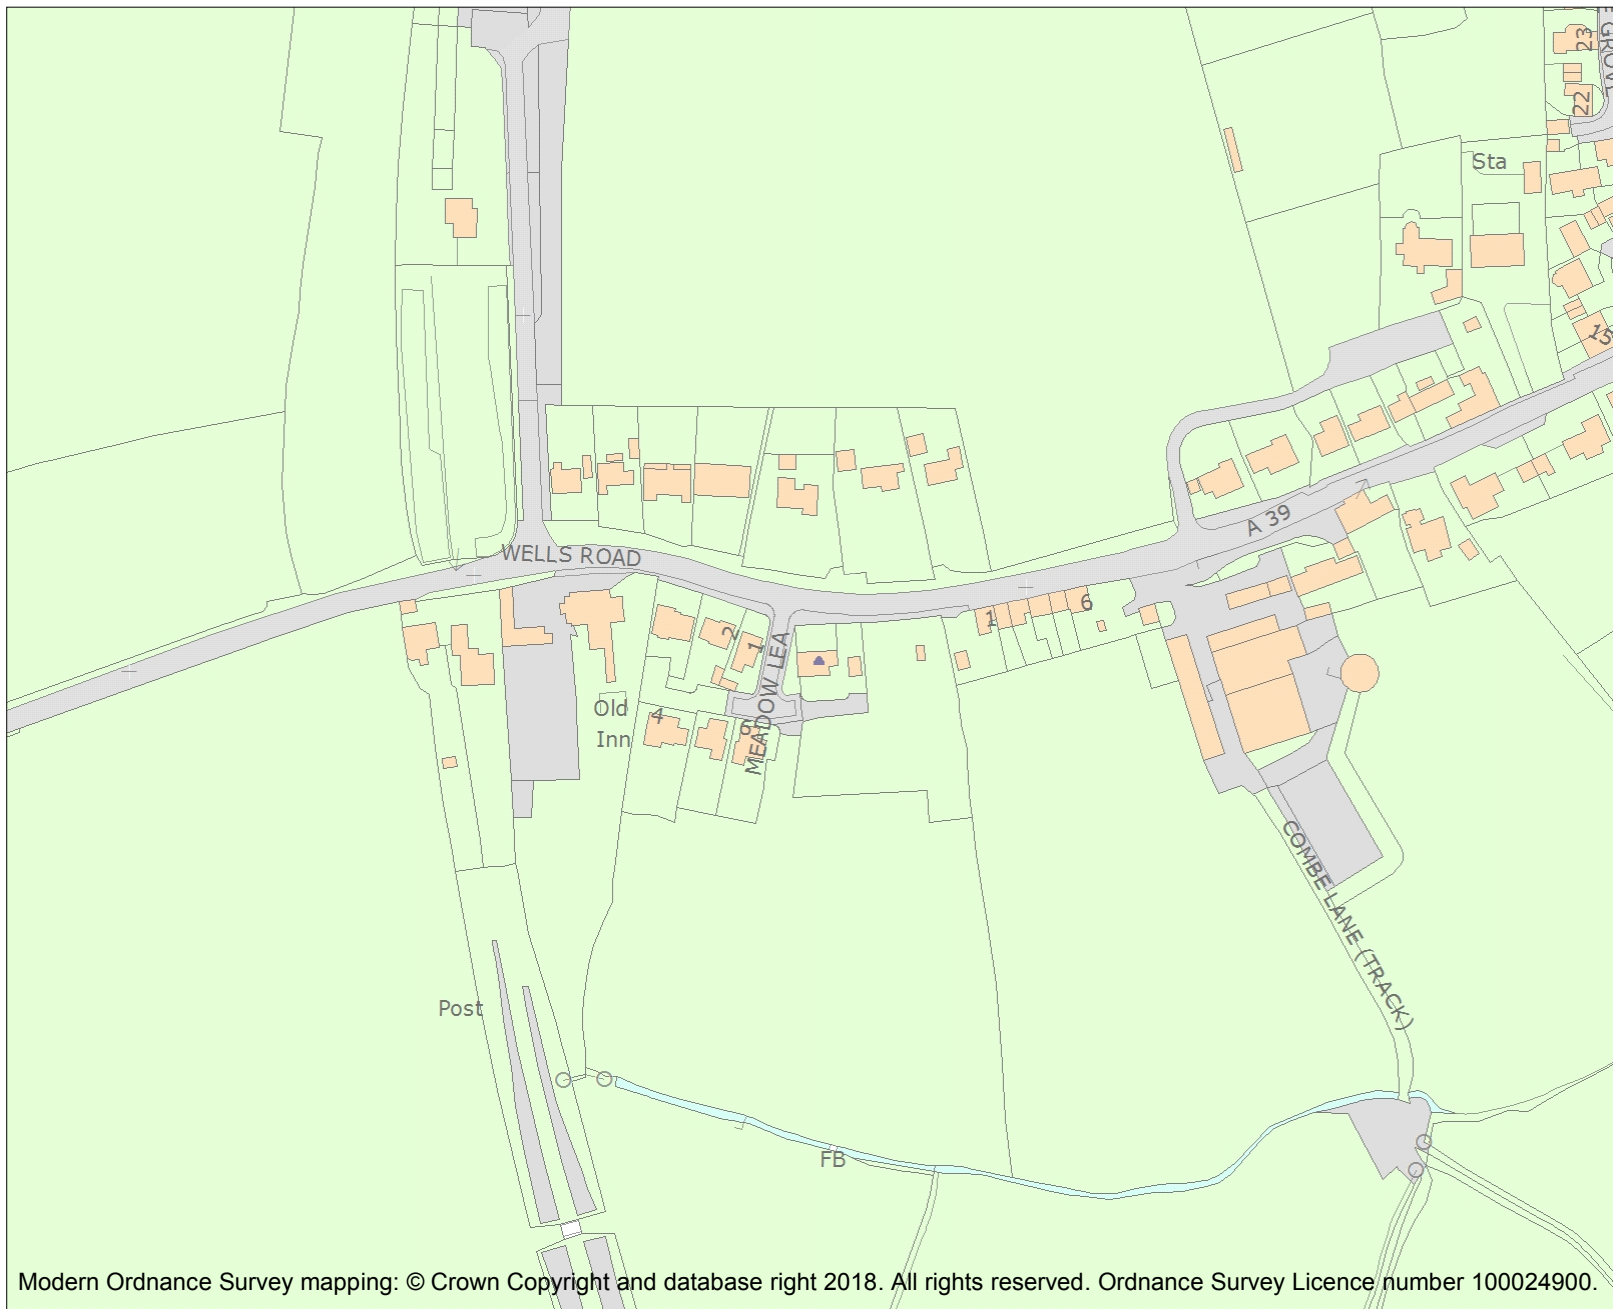 E GROVE
23
22
Sta
15
A 39
WELLS ROAD
1
6
2
1
MEADOW LEA
Old
Inn
4
6
COMBE LANE (TRACK)
Post
FB
Modern Ordnance Survey mapping: © Crown Copyright and database right 2018. All rights reserved. Ordnance Survey Licence number 100024900.